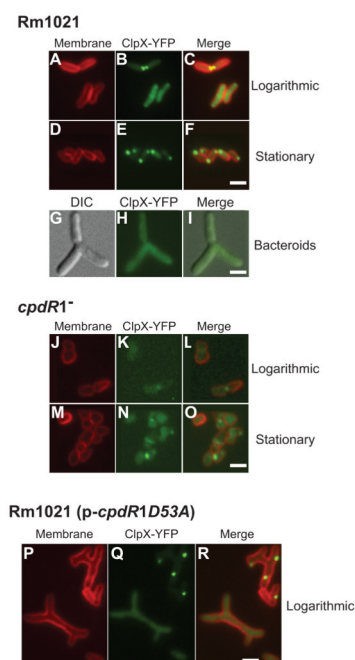 Rm1021
Membrane ClpX-YFP Merge
A B C
Logarithmic
D E F
Stationary
DIC ClpX-YFP Merge
G H I
Bacteroids
cpdR1-
Membrane ClpX-YFP Merge
J K L
Logarithmic
M N O
Stationary
Rm1021 (p-cpdR1D53A)
Membrane ClpX-YFP Merge
P Q R
Logarithmic